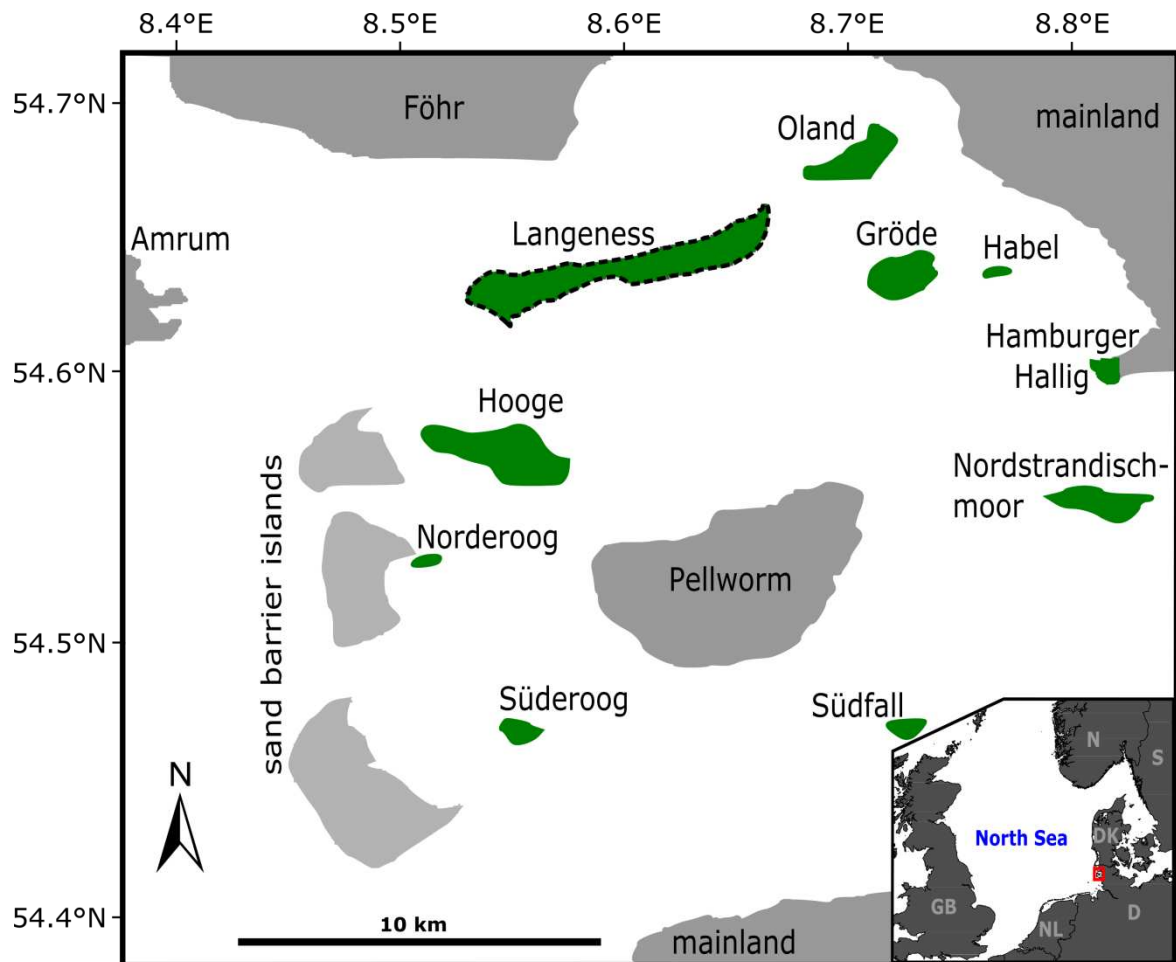 8.4°E
8.5°E
8.6°E
8.7°E
8.8°E
54.7°N
Föhr
mainland
Oland
Amrum
Langeness
Gröde
Habel
Hamburger
Hallig
54.6°N
Hooge
Nordstrandisch-
moor
sand barrier islands
Norderoog
Pellworm
54.5°N
Süderoog
Südfall
N
10 km
54.4°N
mainland
N
S
North Sea
DK
GB
NL
D